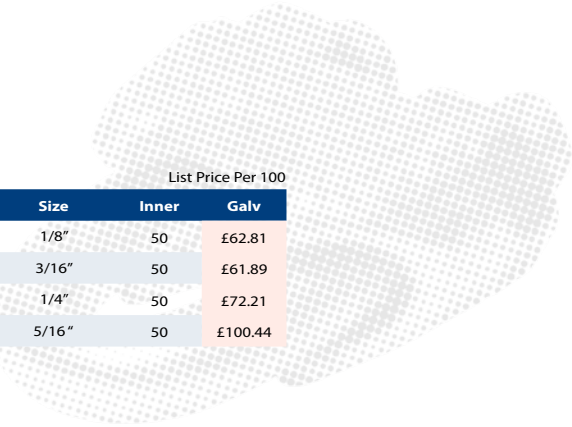 List Price Per 100
Size Inner Galv
1/8” 50 £62.81
3/16” 50 £61.89
1/4” 50 £72.21
5/16 “ 50 £100.44